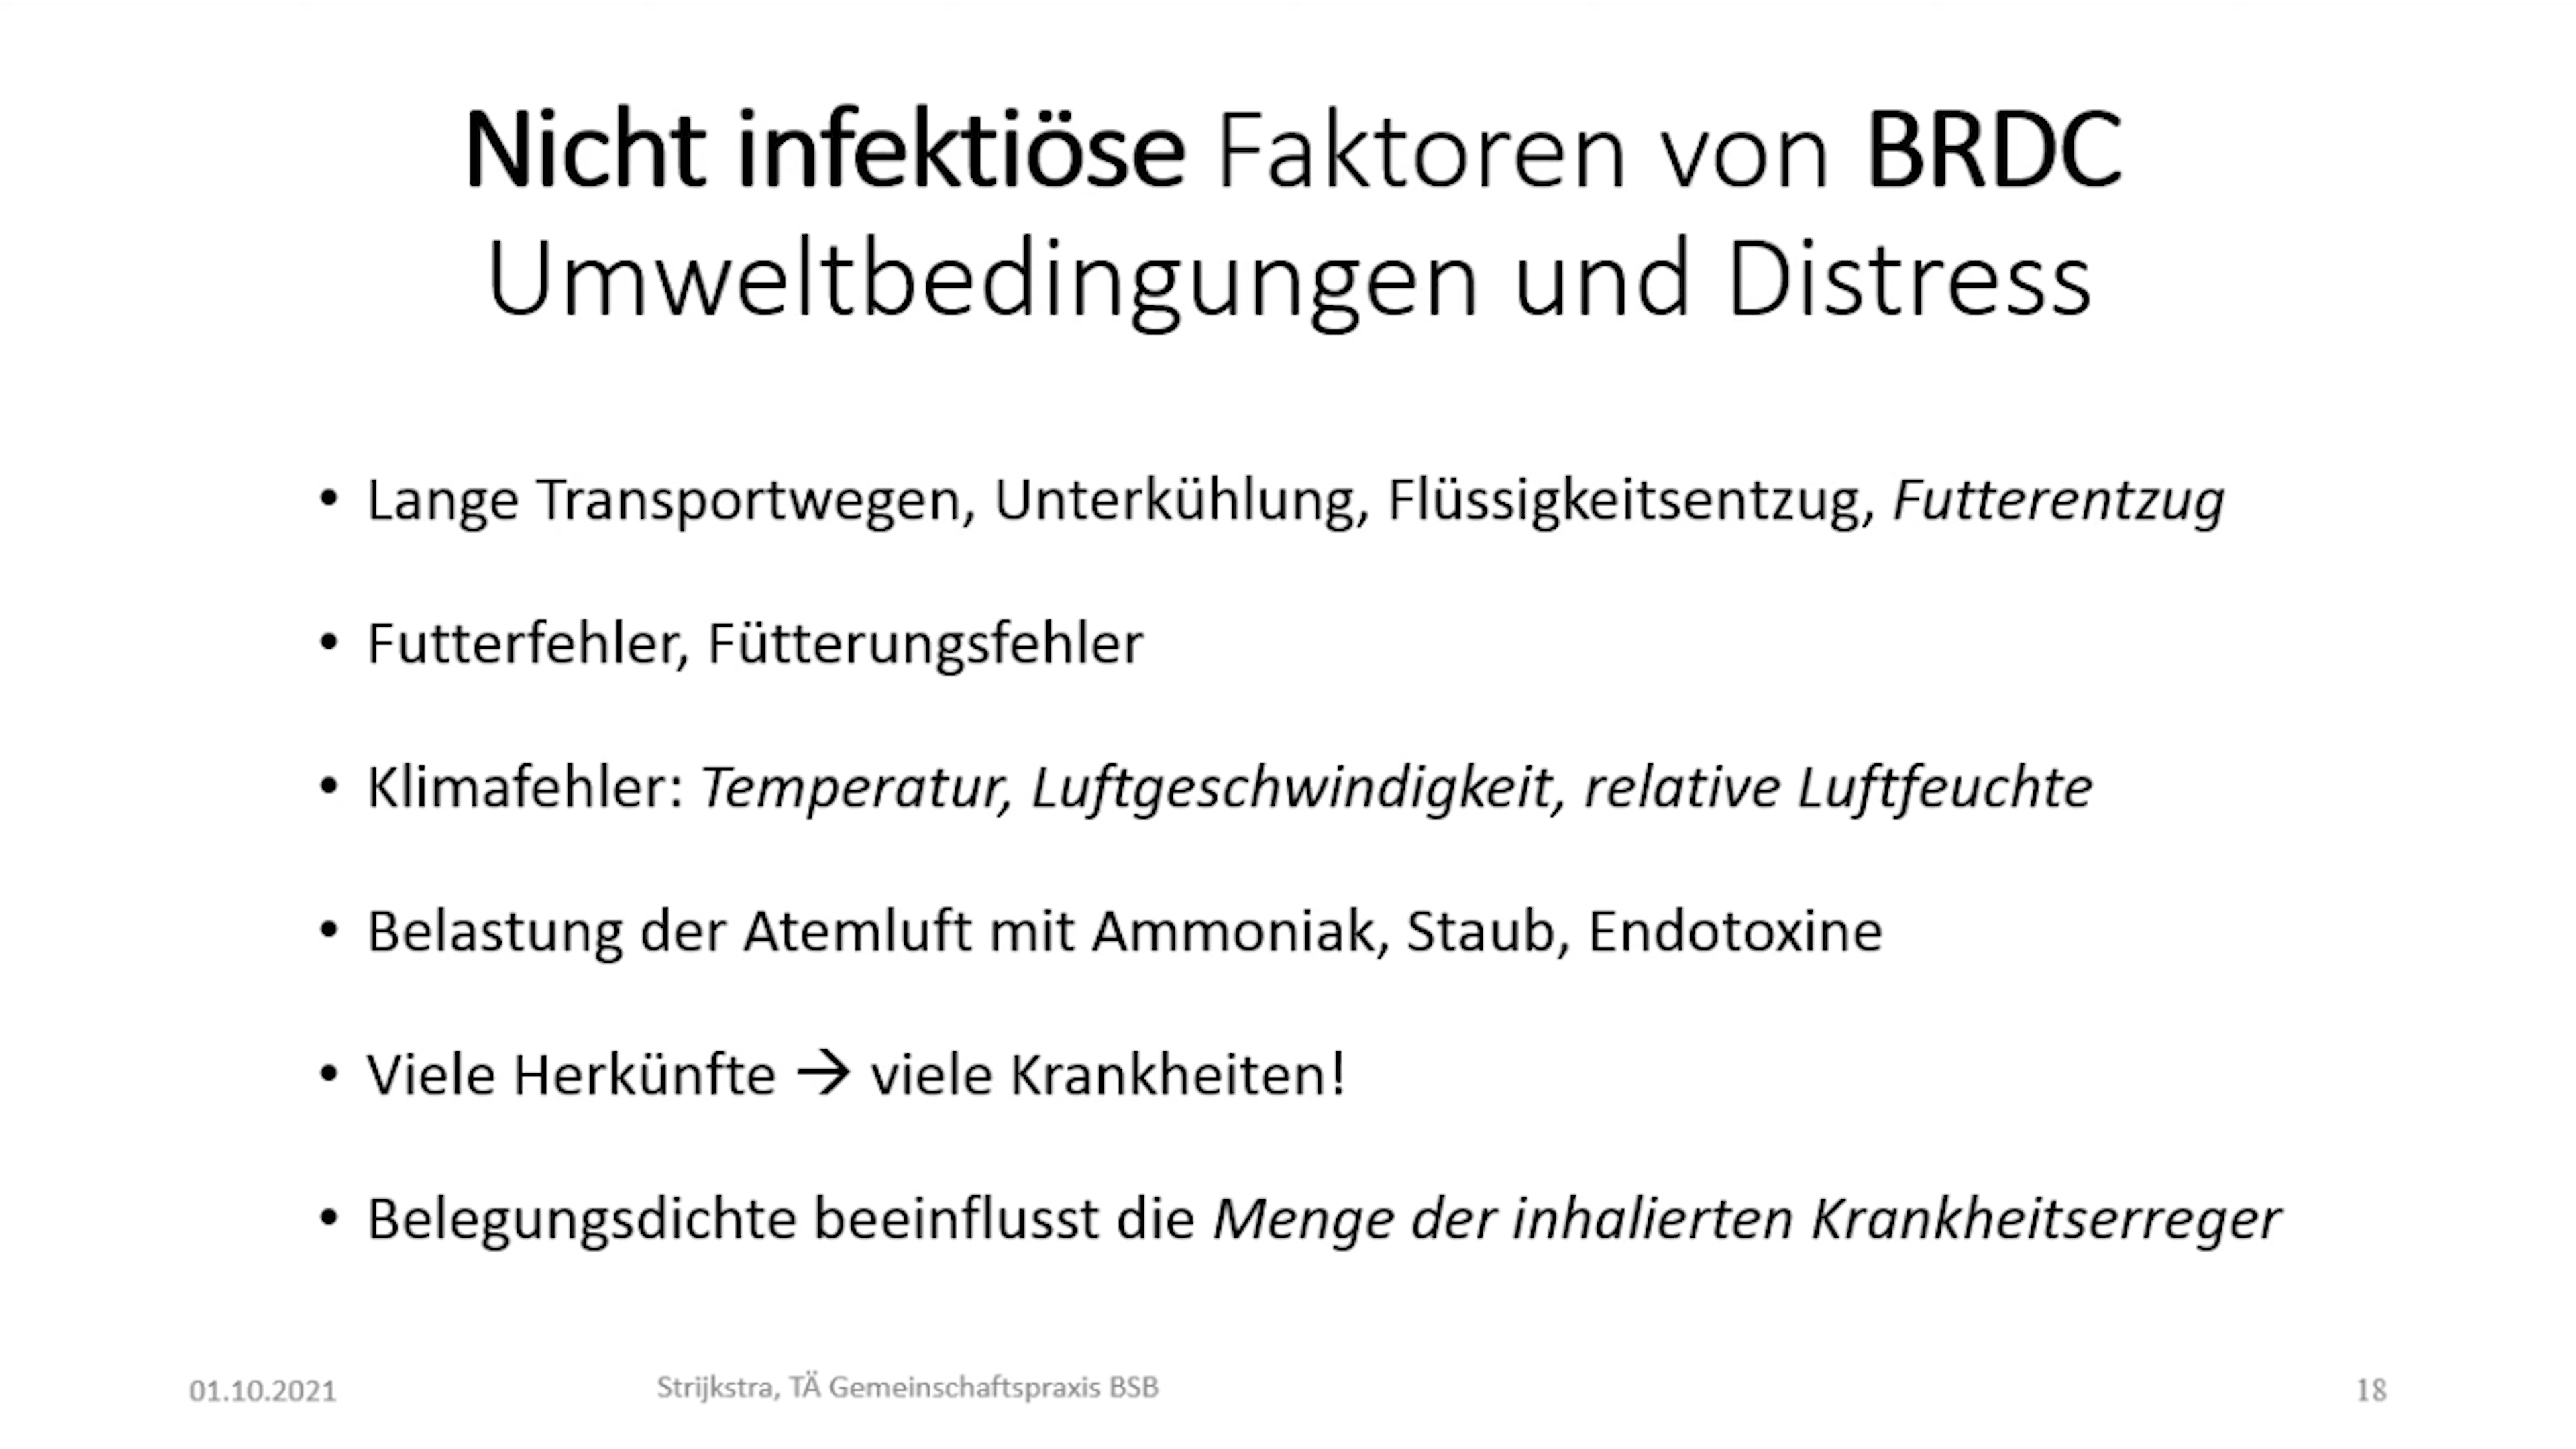 Nicht infektiöse Faktoren von BRDC
Umweltbedingungen und Distress
• Lange Transportwegen, Unterkühlung, Flüssigkeitsentzug, Futterentzug
• Futterfehler, Fütterungsfehler
• Klimafehler: Temperatur, Luftgeschwindigkeit, relative Luftfeuchte
• Belastung der Atemluft mit Ammoniak, Staub, Endotoxine
• Viele Herkünfte → viele Krankheiten!
• Belegungsdichte beeinflusst die Menge der inhalierten Krankheitserreger
01.10.2021
Strijkstra, TÄ Gemeinschaftspraxis BSB
18